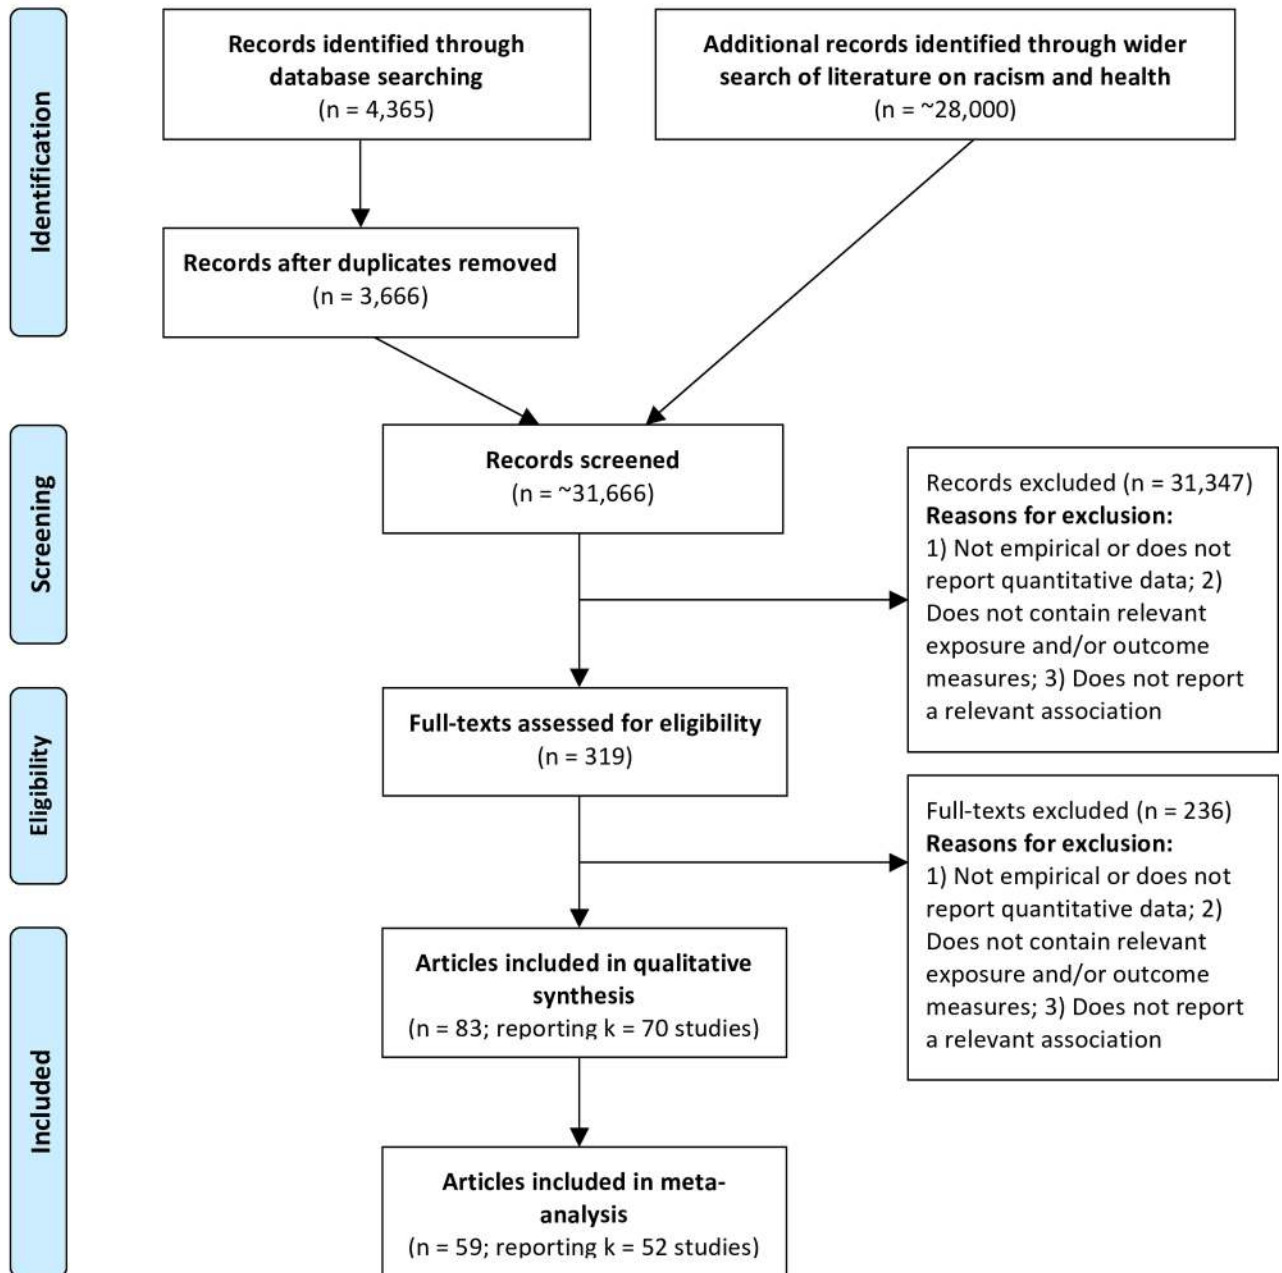 Identification
Records identified through
database searching
(n = 4,365)
Additional records identified through wider
search of literature on racism and health
(n = ~28,000)
Records after duplicates removed
(n = 3,666)
Screening
Records screened
(n = ~31,666)
Records excluded (n = 31,347)
Reasons for exclusion:
1) Not empirical or does not
report quantitative data; 2)
Does not contain relevant
exposure and/or outcome
measures; 3) Does not report
a relevant association
Eligibility
Full-texts assessed for eligibility
(n = 319)
Full-texts excluded (n = 236)
Reasons for exclusion:
1) Not empirical or does not
report quantitative data; 2)
Does not contain relevant
exposure and/or outcome
measures; 3) Does not report
a relevant association
Included
Articles included in qualitative
synthesis
(n = 83; reporting k = 70 studies)
Articles included in meta-
analysis
(n = 59; reporting k = 52 studies)